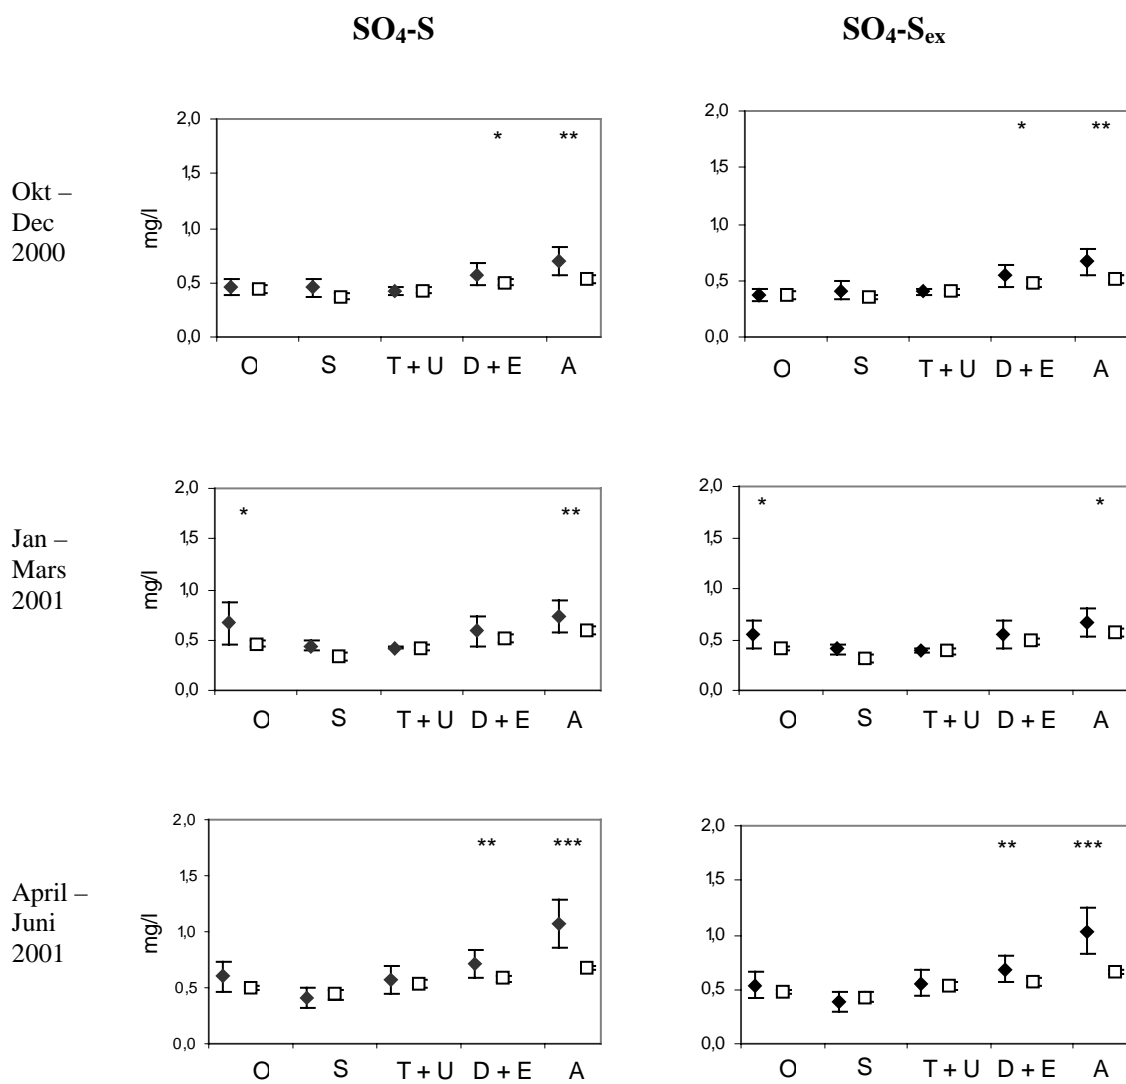 SO₄-S
SO₄-Sₑₓ
Okt –
Dec
2000
mg/l
2,0
1,5
1,0
0,5
0,0
* **
O S T + U D + E A
2,0
1,5
1,0
0,5
0,0
* **
O S T + U D + E A
Jan –
Mars
2001
mg/l
2,0
1,5
1,0
0,5
0,0
* **
O S T + U D + E A
2,0
1,5
1,0
0,5
0,0
* *
O S T + U D + E A
April –
Juni
2001
mg/l
2,0
1,5
1,0
0,5
0,0
** ***
O S T + U D + E A
2,0
1,5
1,0
0,5
0,0
** ***
O S T + U D + E A